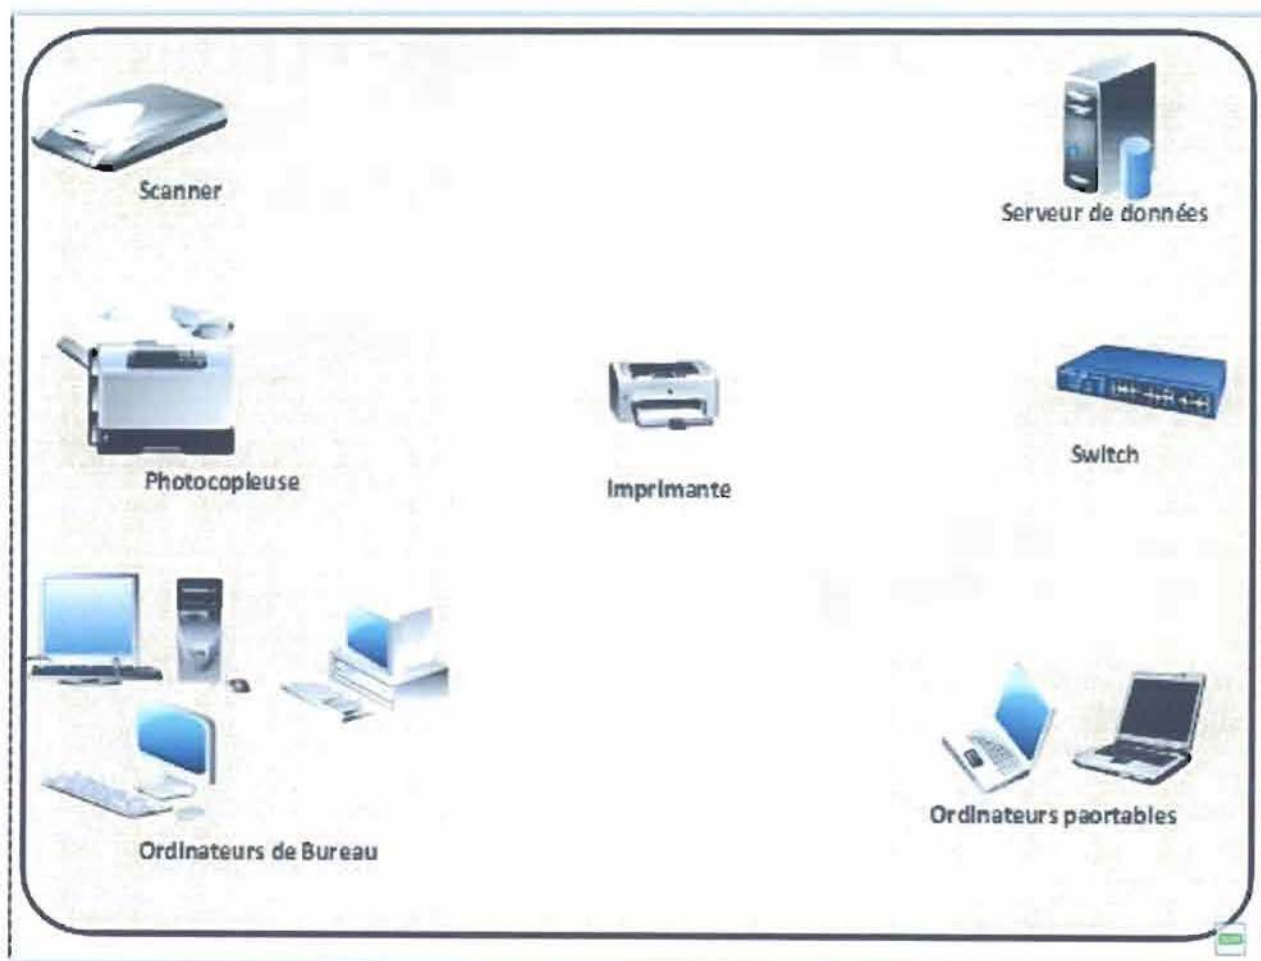 Scanner
Serveur de données
Photocopieuse
Imprimante
Switch
Ordinateurs paortables
Ordinateurs de Bureau